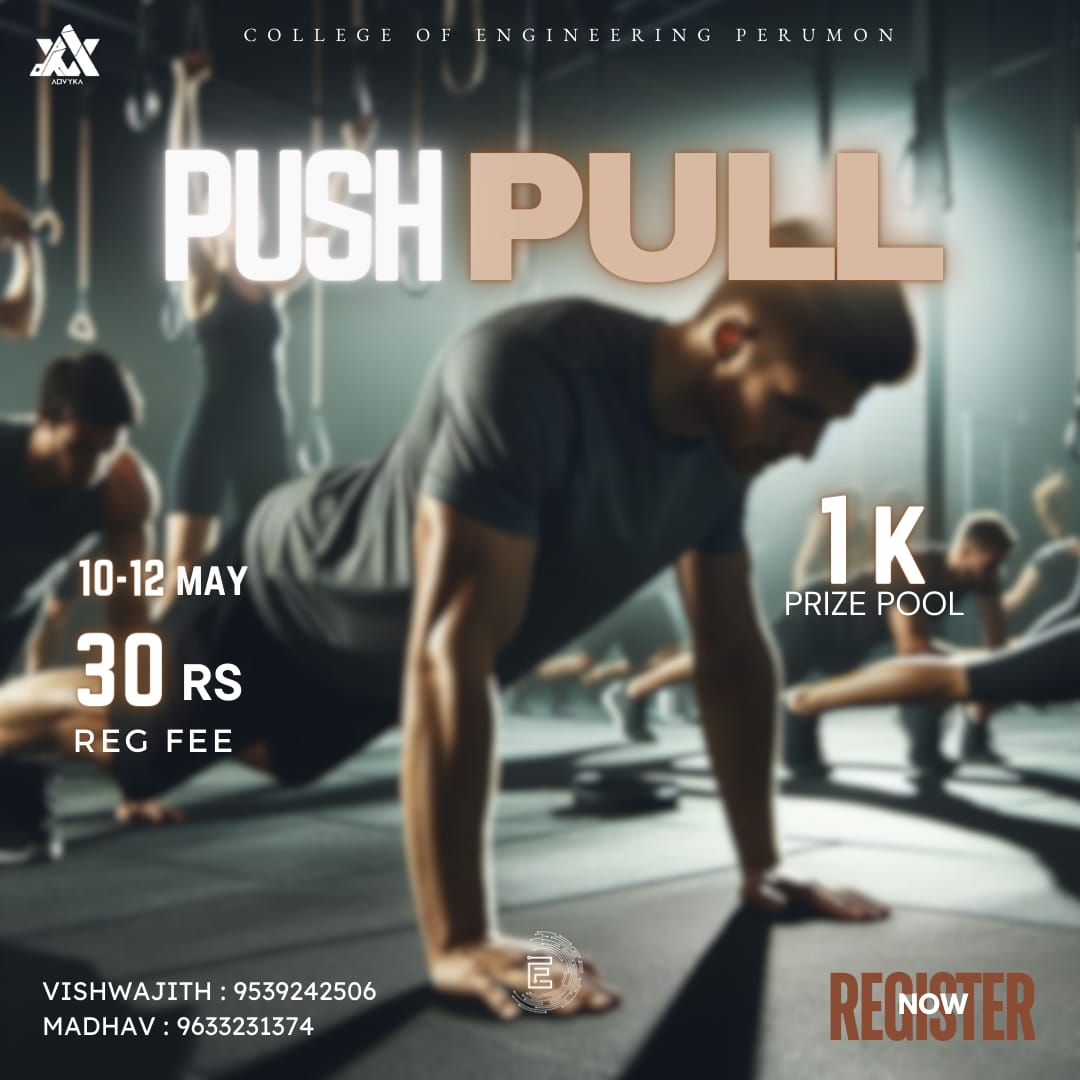 COLLEGE OF ENGINEERING PERUMON
ADVYKA
PUSH PULL
1 K
PRIZE POOL
10-12 MAY
30 RS
REG FEE
VISHWAJITH : 9539242506
MADHAV : 9633231374
REGISTER
NOW